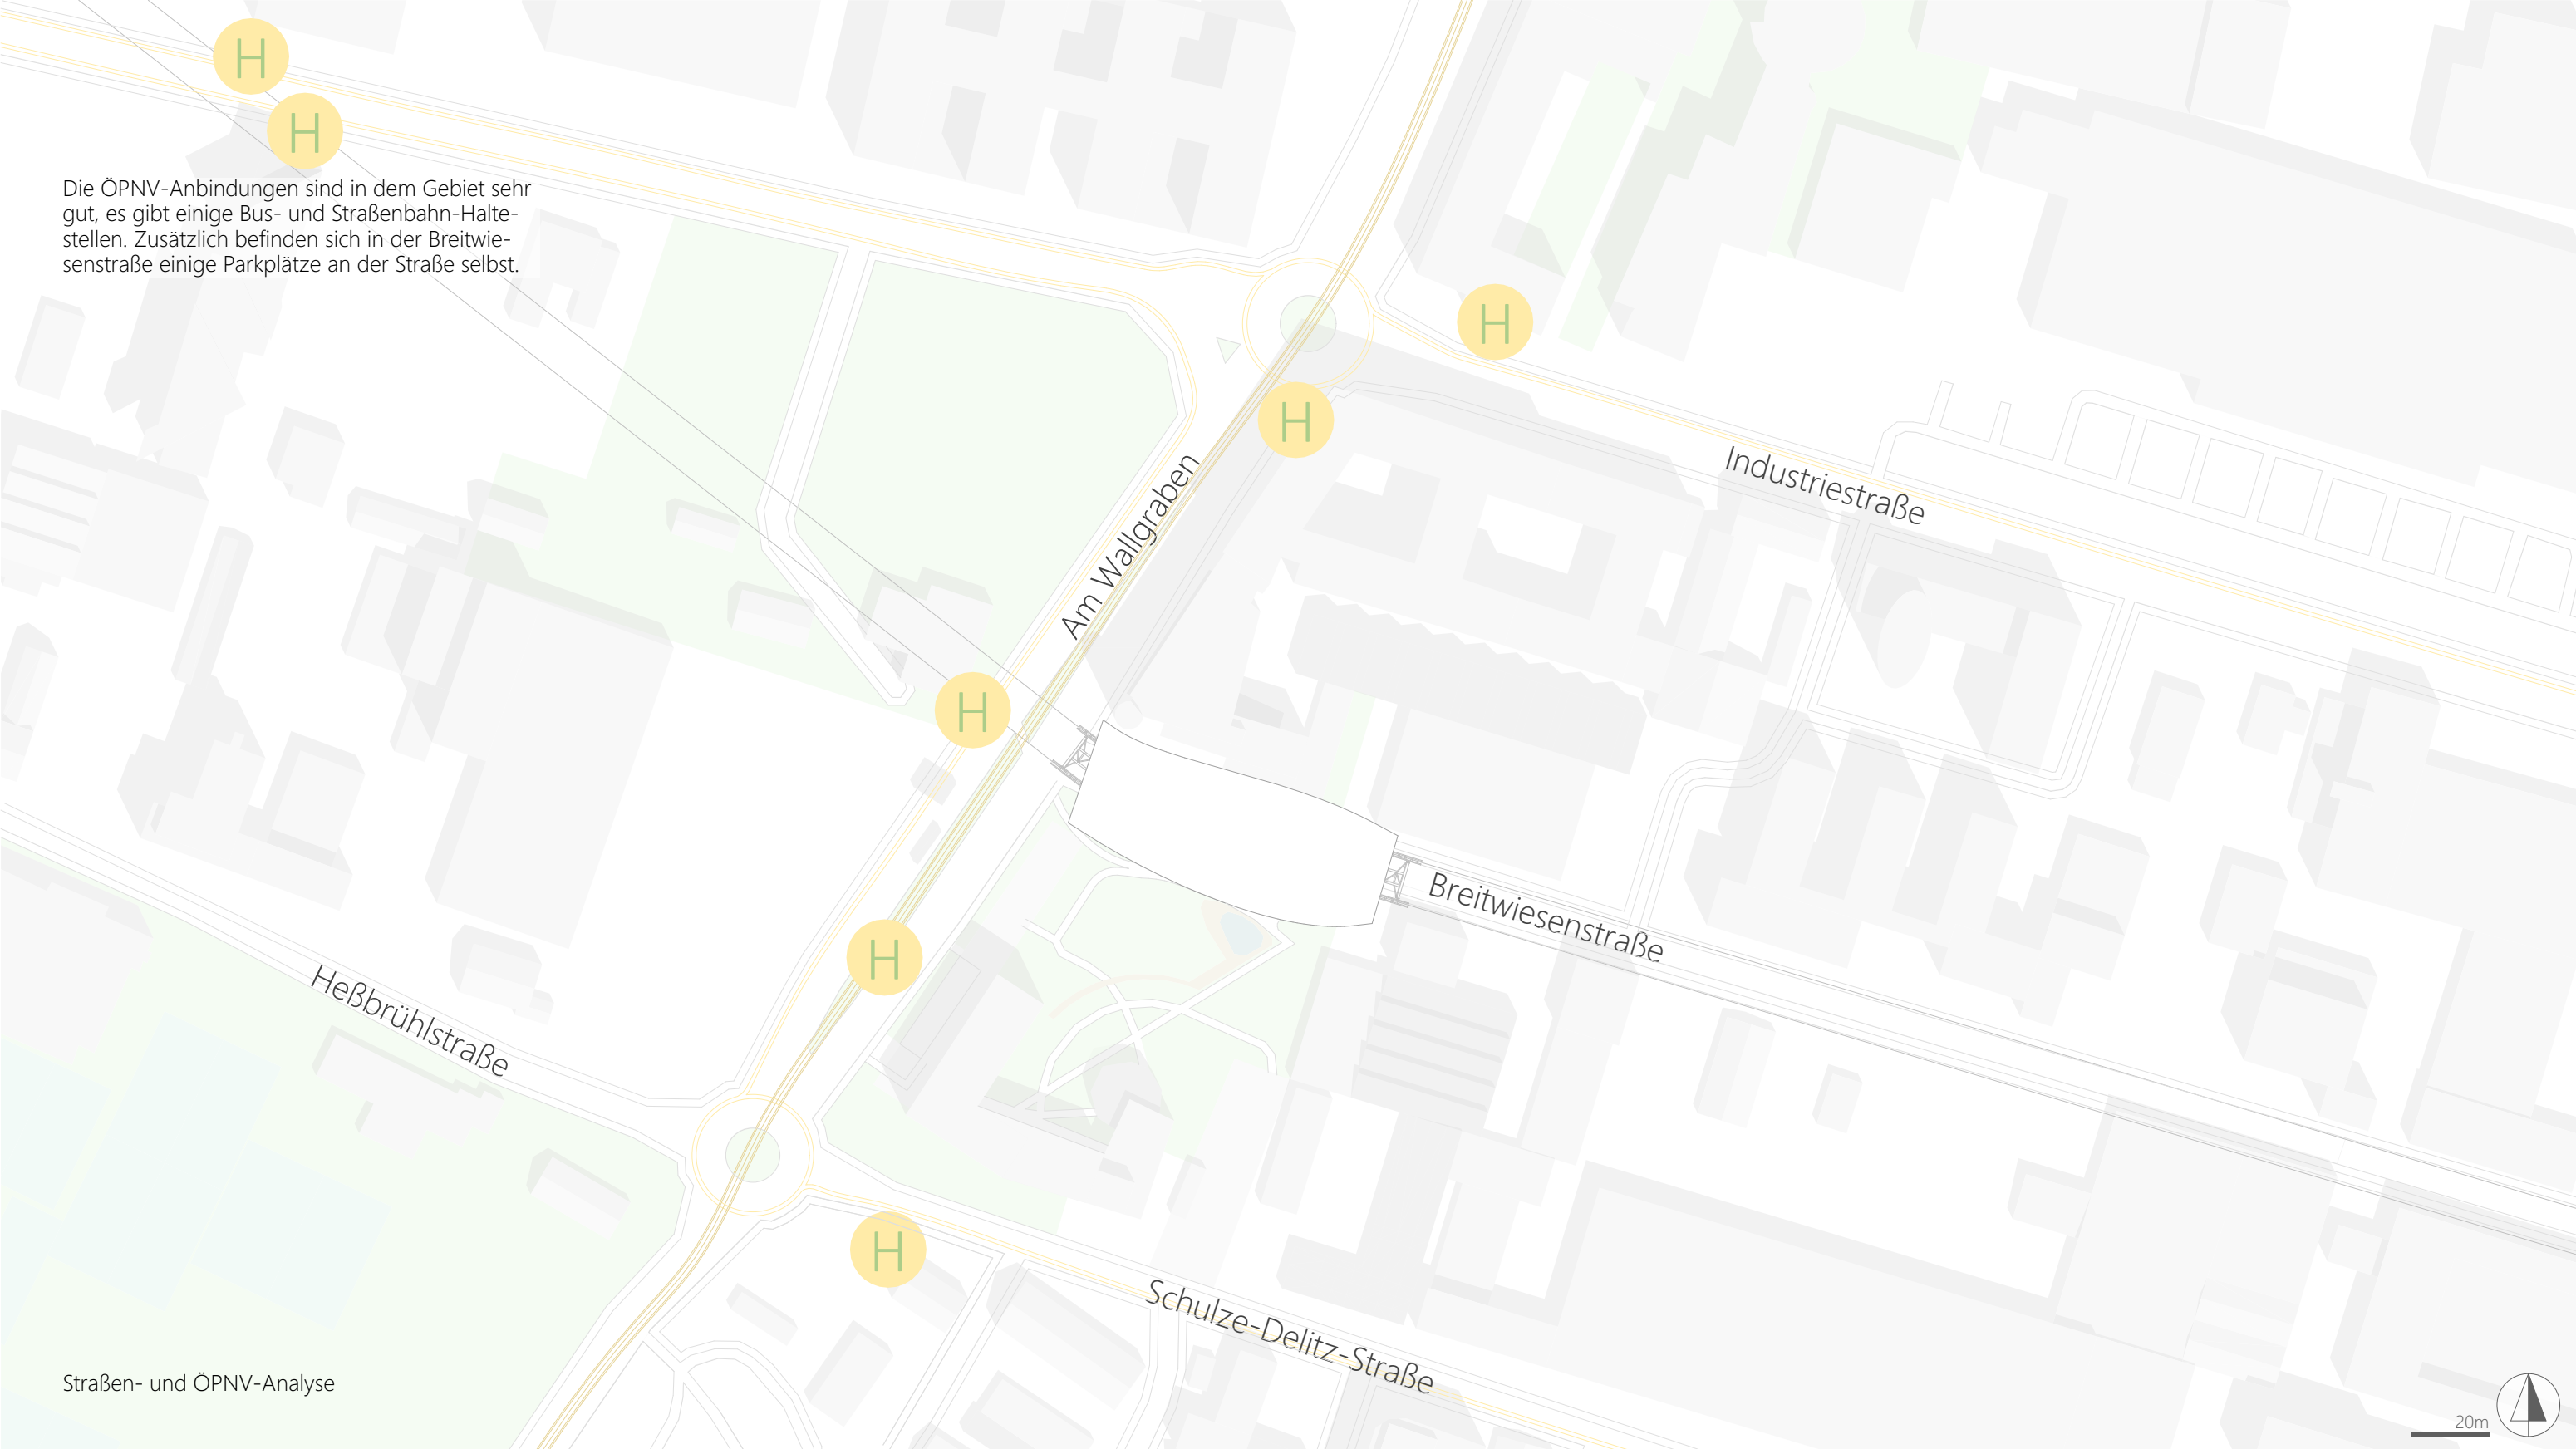 H
H
Die ÖPNV-Anbindungen sind in dem Gebiet sehr
gut, es gibt einige Bus- und Straßenbahn-Halte-
stellen. Zusätzlich befinden sich in der Breitwie-
senstraße einige Parkplätze an der Straße selbst.
H
H
Industriestraße
Am Wallgraben
H
Breitwiesenstraße
H
Heßbrühlstraße
H
Schulze-Delitz-Straße
Straßen- und ÖPNV-Analyse
20m